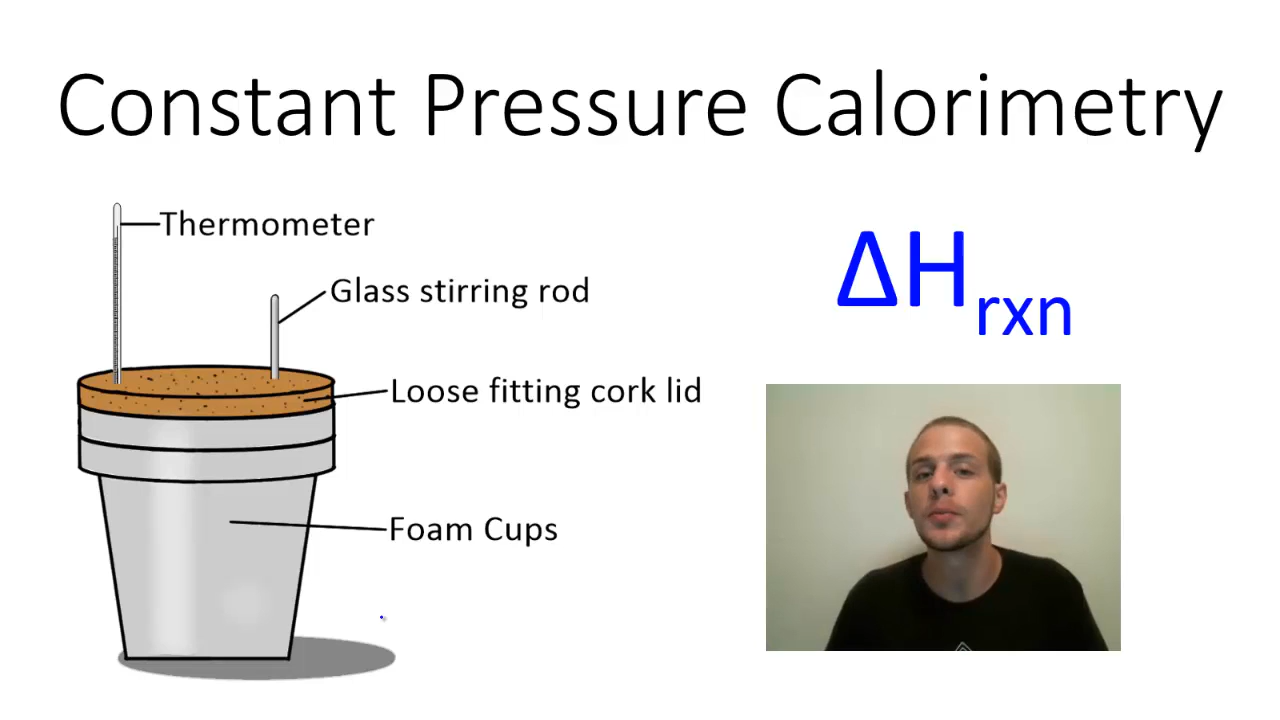 Constant Pressure Calorimetry
Thermometer
Glass stirring rod
Loose fitting cork lid
Foam Cups
ΔHrxn